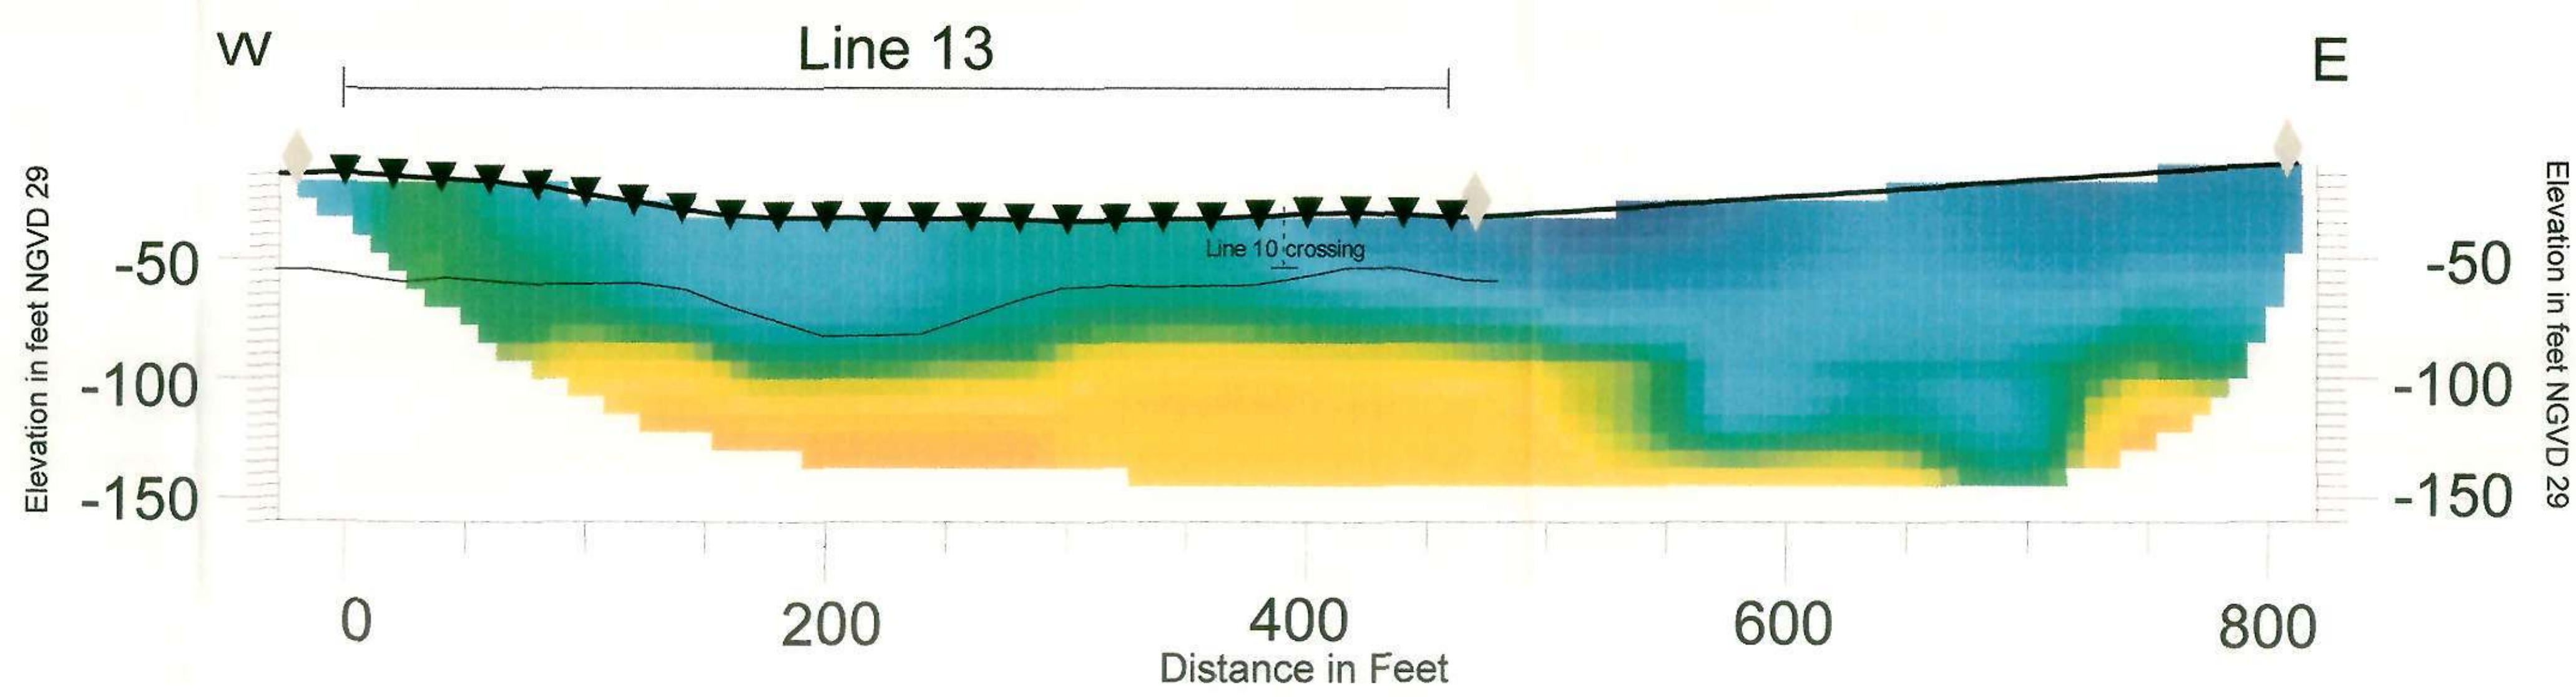 W Line 13 E
Line 10 crossing
Elevation in feet NGVD 29
-50
-100
-150
-50
-100
-150
Elevation in feet NGVD 29
0 200 400 600 800
Distance in Feet